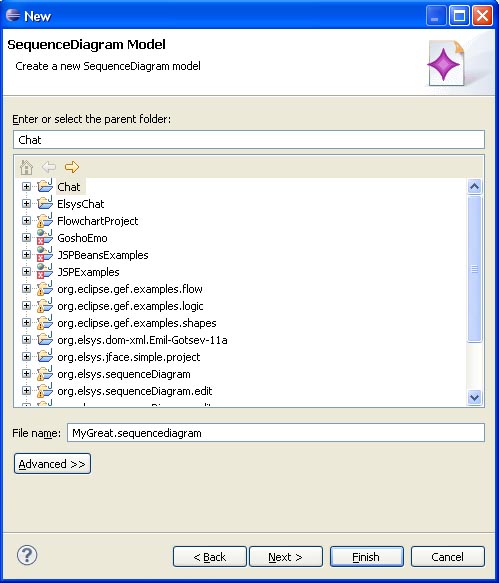 New
SequenceDiagram Model
Create a new SequenceDiagram model
Enter or select the parent folder:
Chat
Chat
ElsysChat
FlowchartProject
GoshoEmo
JSPBeansExamples
JSPExamples
org.eclipse.gef.examples.flow
org.eclipse.gef.examples.logic
org.eclipse.gef.examples.shapes
org.elsys.dom-xml.Emil-Gotsev-11a
org.elsys.jface.simple.project
org.elsys.sequenceDiagram
org.elsys.sequenceDiagram.edit
File name: MyGreat.sequencediagram
Advanced >>
? < Back Next > Finish Cancel